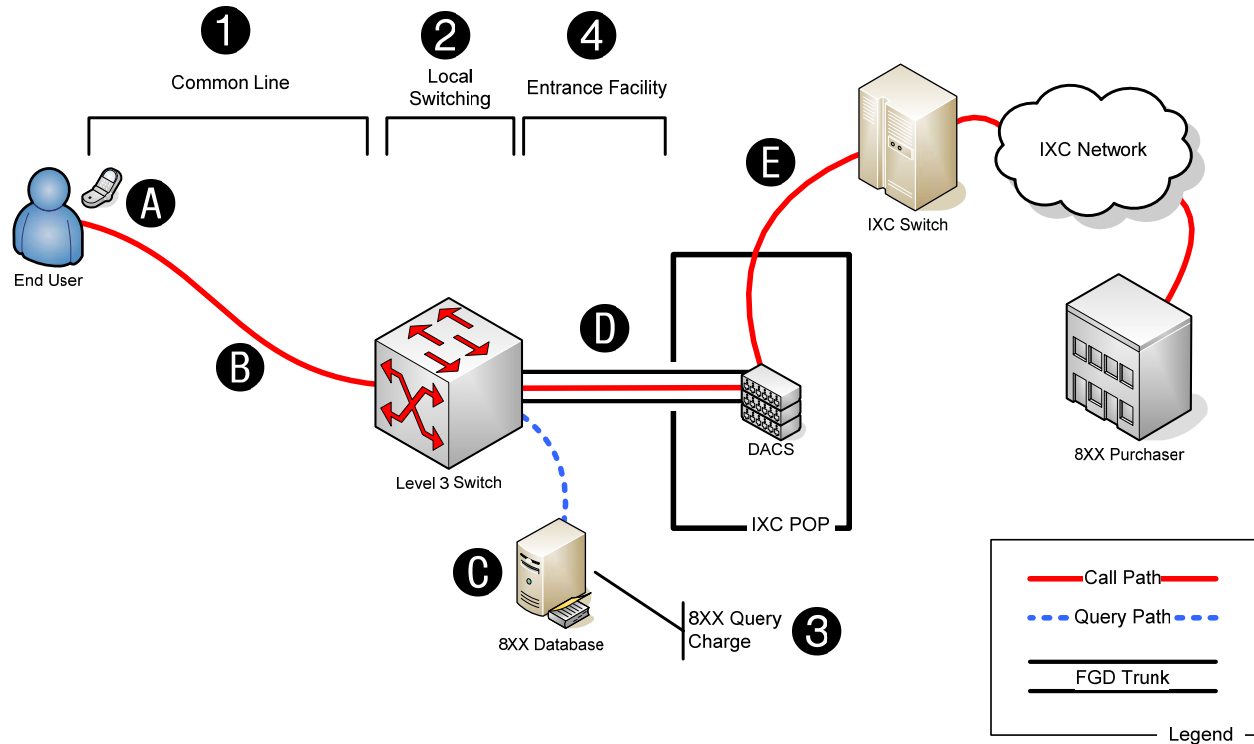 1
2
4
Common Line
Local
Switching
Entrance Facility
A
End User
B
Level 3 Switch
C
8XX Database
8XX Query
Charge
3
D
DACS
IXC POP
E
IXC Switch
IXC Network
8XX Purchaser
Call Path
Query Path
FGD Trunk
Legend